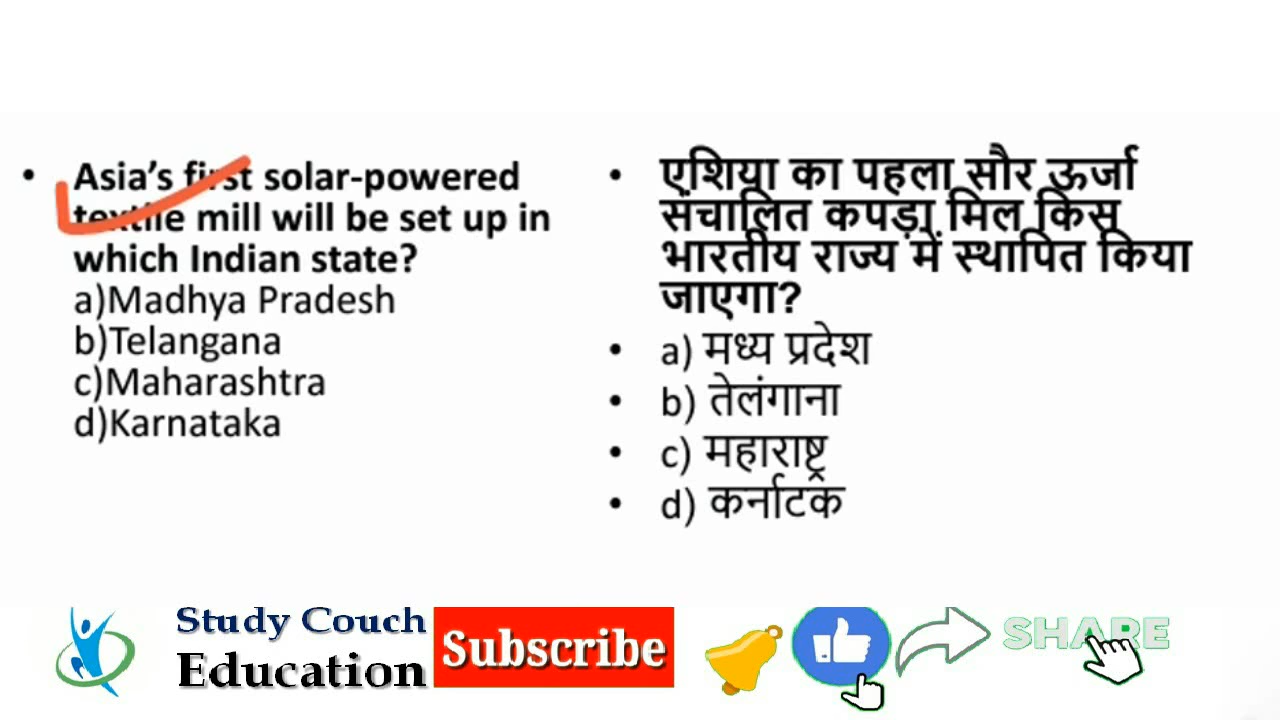 • Asia's first solar-powered
textile mill will be set up in
which Indian state?
a)Madhya Pradesh
b)Telangana
c)Maharashtra
d)Karnataka
• एशिया का पहला सौर ऊर्जा
संचालित कपड़ा मिल किस
भारतीय राज्य में स्थापित किया
जाएगा?
• a) मध्य प्रदेश
• b) तेलंगाना
• c) महाराष्ट्र
• d) कर्नाटक
Study Couch
Education
Subscribe
SHARE